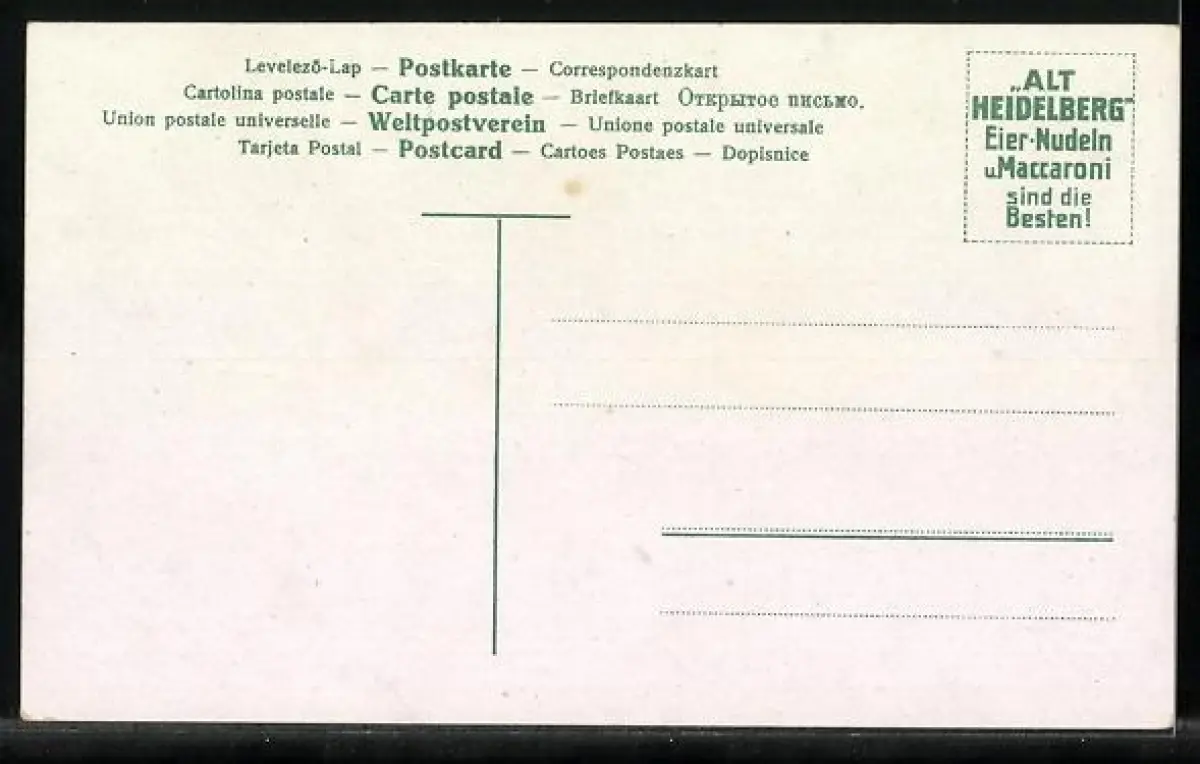 Levelező-Lap — Postkarte — Correspondenzkart
Cartolina postale — Carte postale — Briefkaart Открытое письмо.
Union postale universelle — Weltpostverein — Unione postale universale
Tarjeta Postal — Postcard — Cartoes Postaes — Dopisnice
„ALT
HEIDELBERG“
Eier-Nudeln
u.Maccaroni
sind die
Besten!